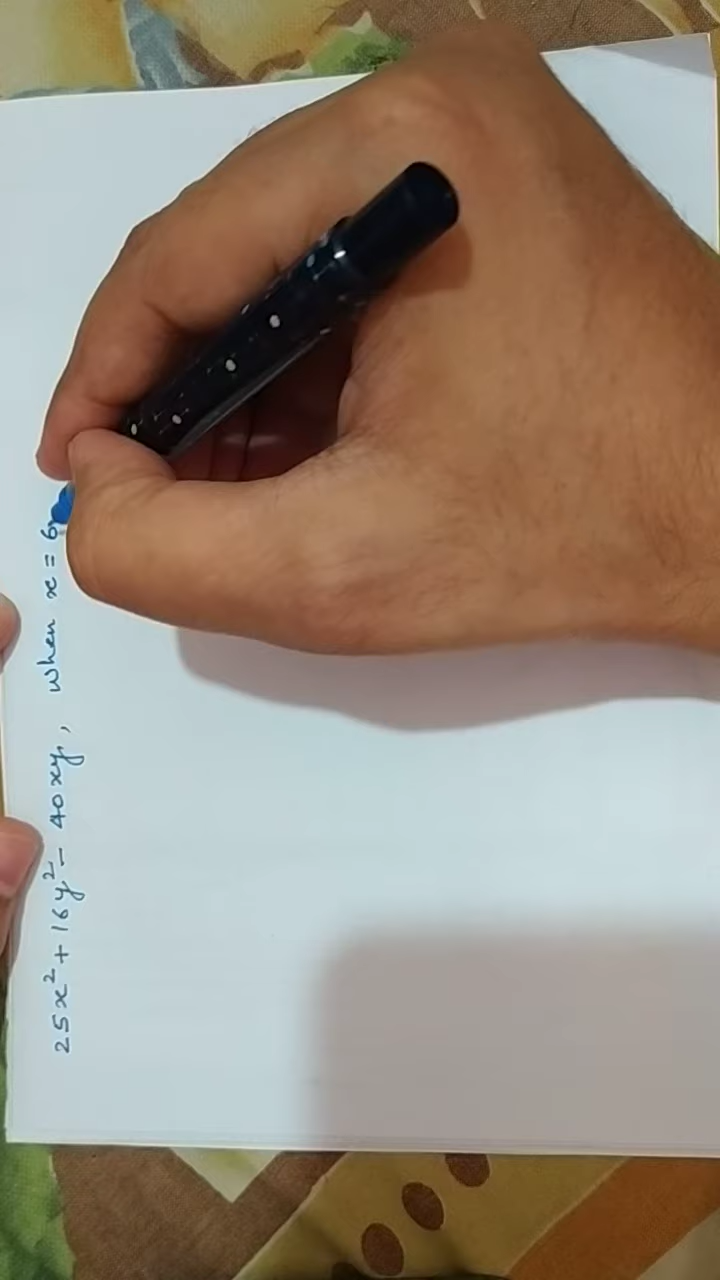 25x² + 16y² - 40xy, when x = 6